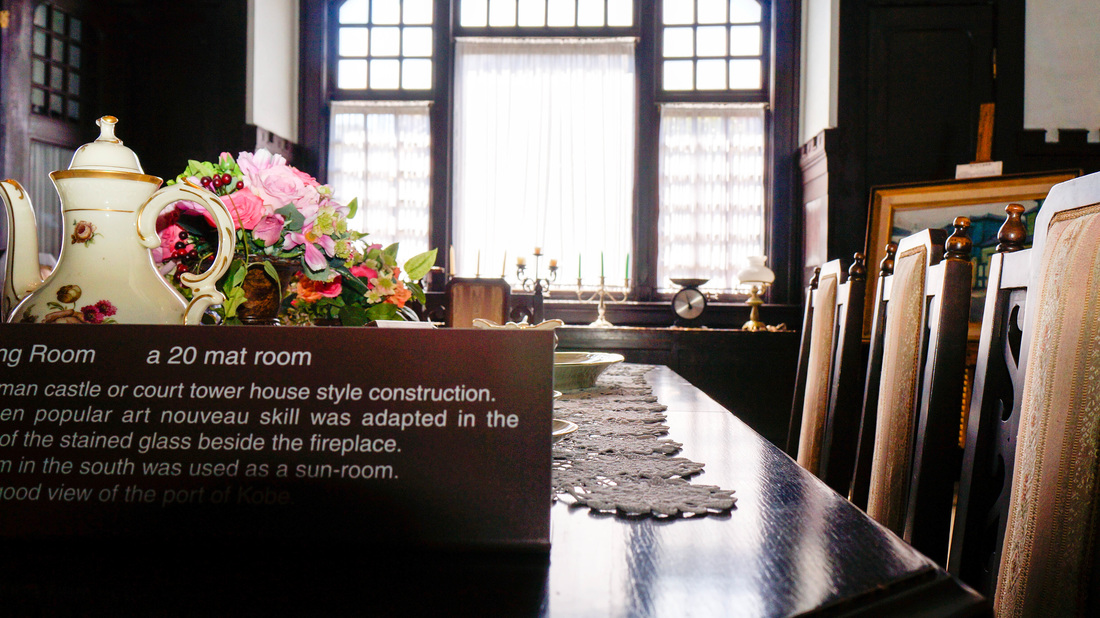 ng Room a 20 mat room
man castle or court tower house style construction.
en popular art nouveau skill was adapted in the
of the stained glass beside the fireplace.
m in the south was used as a sun-room.
good view of the port of Kobe